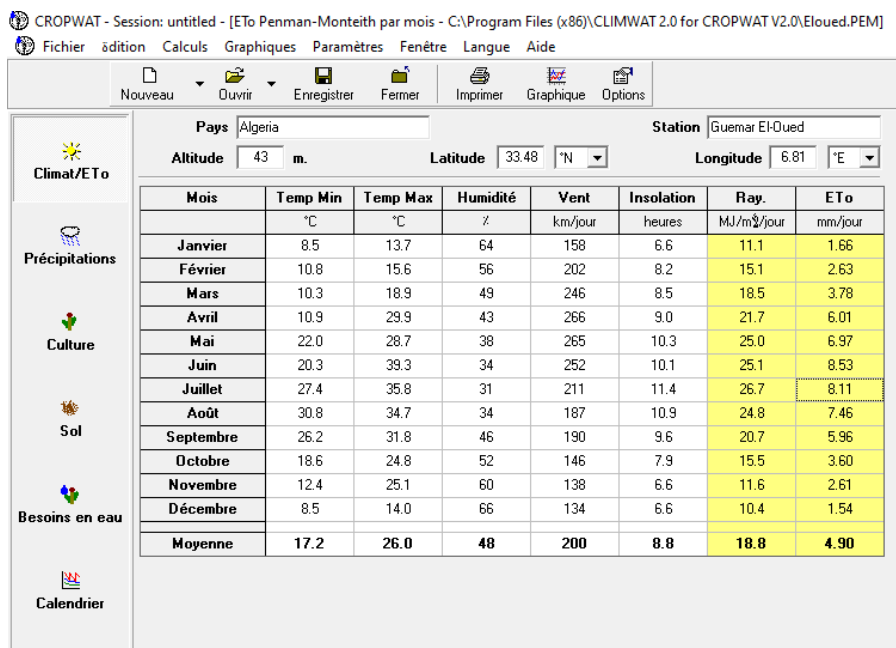 CROPWAT - Session: untitled - [ETo Penman-Monteith par mois - C:\Program Files (x86)\CLIMWAT 2.0 for CROPWAT V2.0\Eloued.PEM]
Fichier ädition Calculs Graphiques Paramètres Fenêtre Langue Aide
Nouveau Ouvrir Enregistrer Fermer Imprimer Graphique Options
Pays Algeria Station Guemar El-Oued
Altitude 43 m. Latitude 33.48 °N Longitude 6.81 °E
Climat/ETo
Précipitations
Culture
Sol
Besoins en eau
Calendrier
Mois Temp Min Temp Max Humidité Vent Insolation Ray. ETo
°C °C % km/jour heures MJ/m²/jour mm/jour
Janvier 8.5 13.7 64 158 6.6 11.1 1.66
Février 10.8 15.6 56 202 8.2 15.1 2.63
Mars 10.3 18.9 49 246 8.5 18.5 3.78
Avril 10.9 29.9 43 266 9.0 21.7 6.01
Mai 22.0 28.7 38 265 10.3 25.0 6.97
Juin 20.3 39.3 34 252 10.1 25.1 8.53
Juillet 27.4 35.8 31 211 11.4 26.7 8.11
Août 30.8 34.7 34 187 10.9 24.8 7.46
Septembre 26.2 31.8 46 190 9.6 20.7 5.96
Octobre 18.6 24.8 52 146 7.9 15.5 3.60
Novembre 12.4 25.1 60 138 6.6 11.6 2.61
Décembre 8.5 14.0 66 134 6.6 10.4 1.54
Moyenne 17.2 26.0 48 200 8.8 18.8 4.90